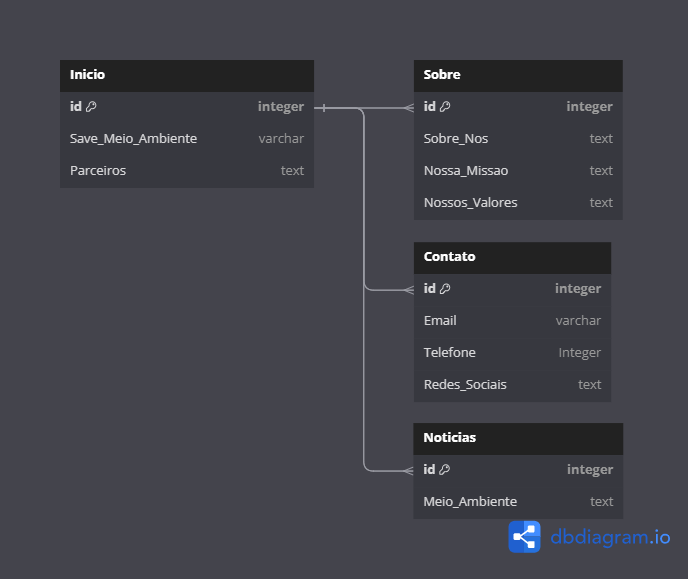 Inicio
id integer
Save_Meio_Ambiente varchar
Parceiros text
Sobre
id integer
Sobre_Nos text
Nossa_Missao text
Nossos_Valores text
Contato
id integer
Email varchar
Telefone Integer
Redes_Sociais text
Noticias
id integer
Meio_Ambiente text
dbdiagram.io